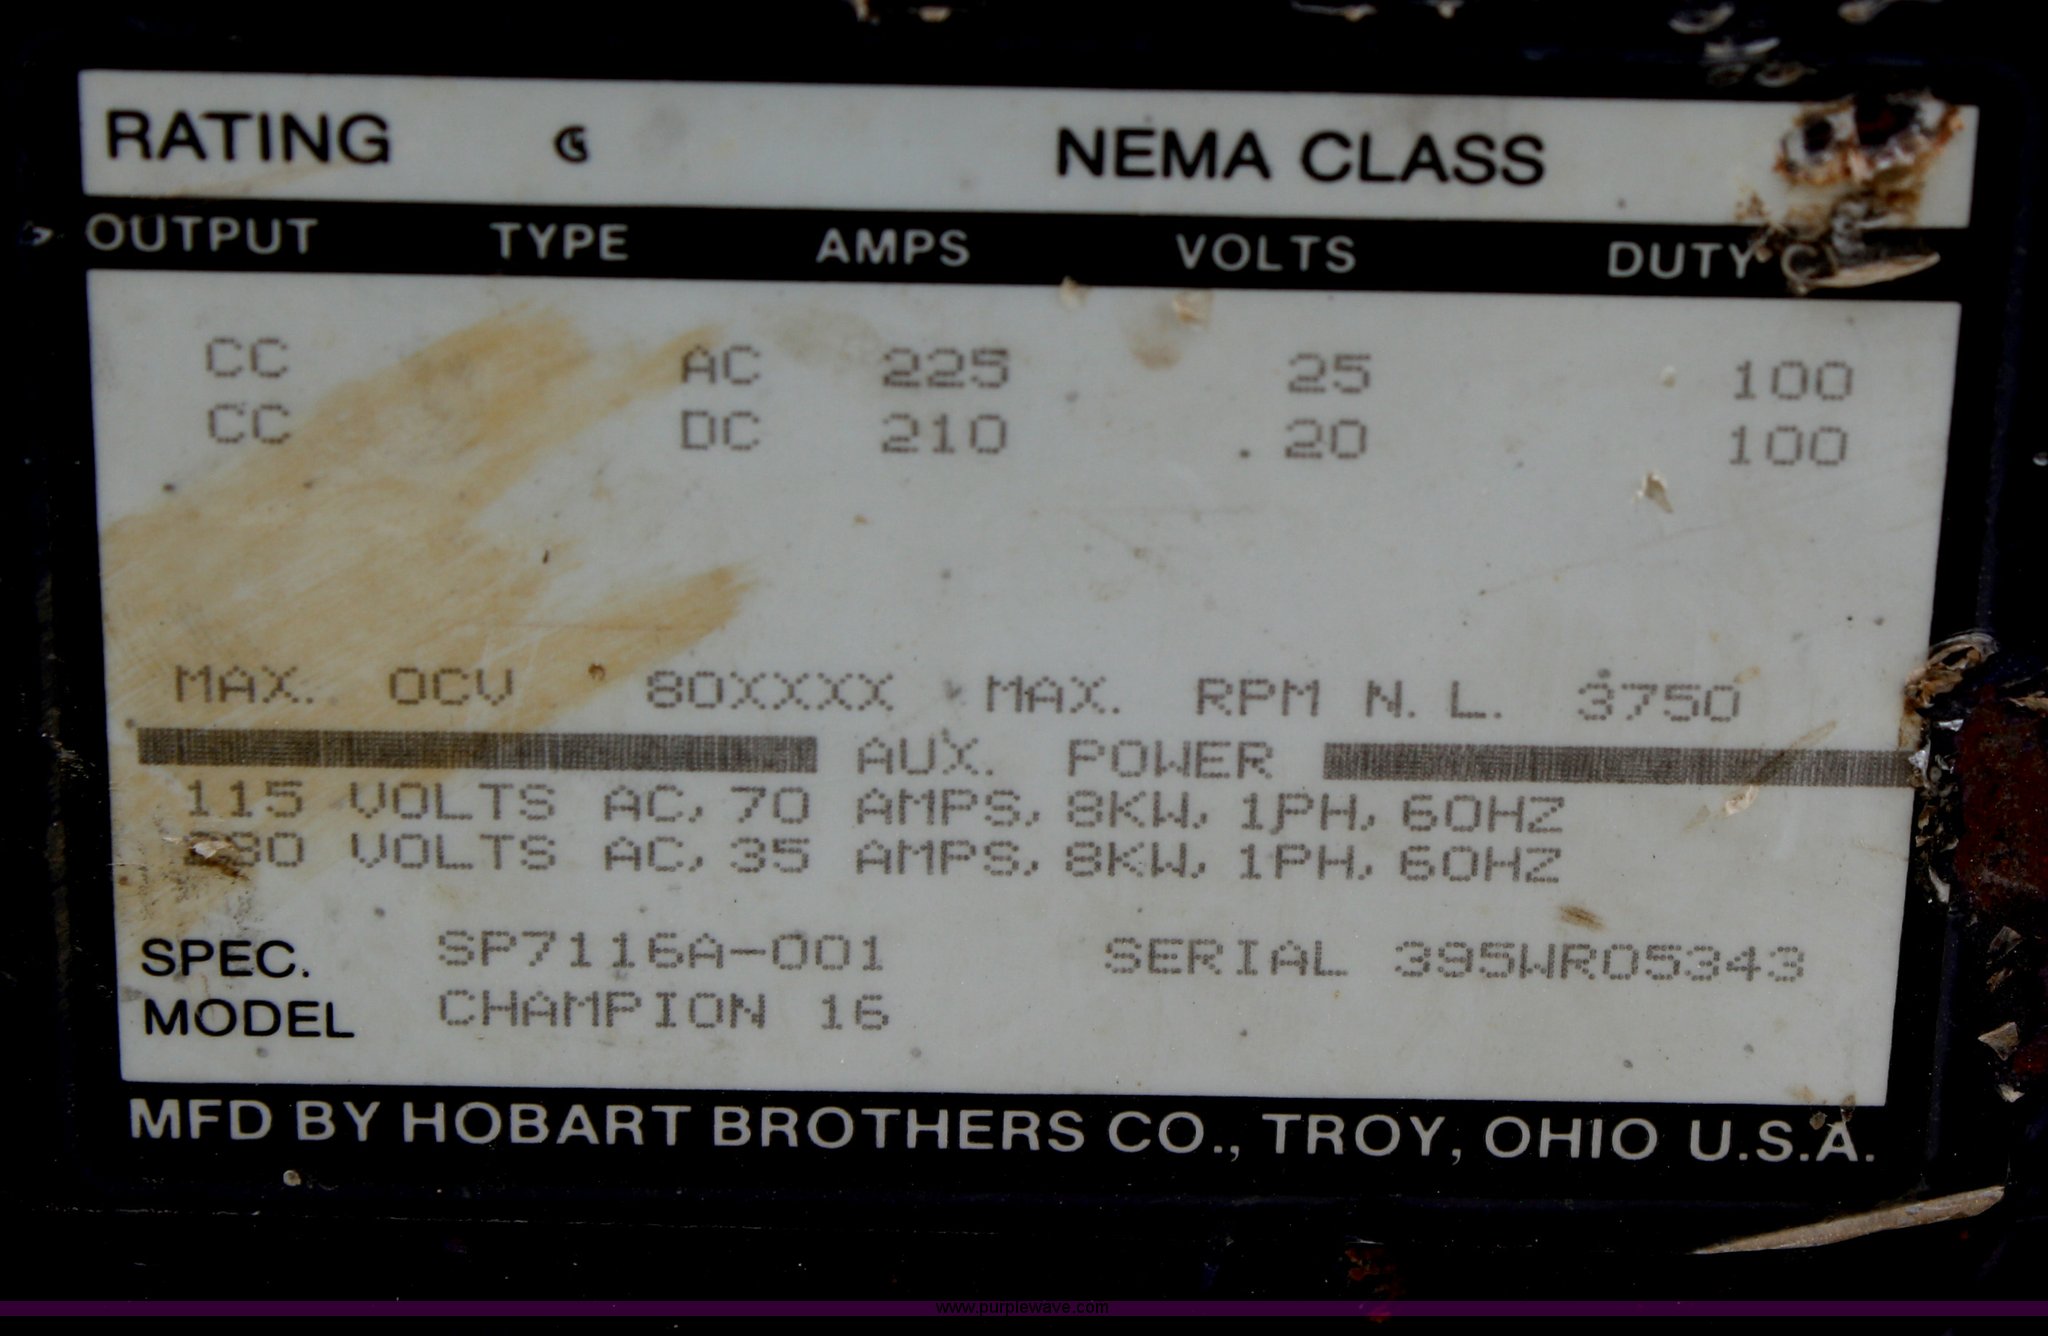 RATING G NEMA CLASS
OUTPUT TYPE AMPS VOLTS DUTY
CC AC 225 25 100
CC DC 210 20 100
MAX. OCV 80XXXX MAX. RPM N.L. 3750
AUX. POWER
115 VOLTS AC, 70 AMPS, 8KW, 1PH, 60HZ
VOLTS AC, 35 AMPS, 8KW, 1PH, 60HZ
SPEC. SP7116A-001 SERIAL 395WR05343
MODEL CHAMPION 16
MFD BY HOBART BROTHERS CO., TROY, OHIO U.S.A.
www.purplewave.com